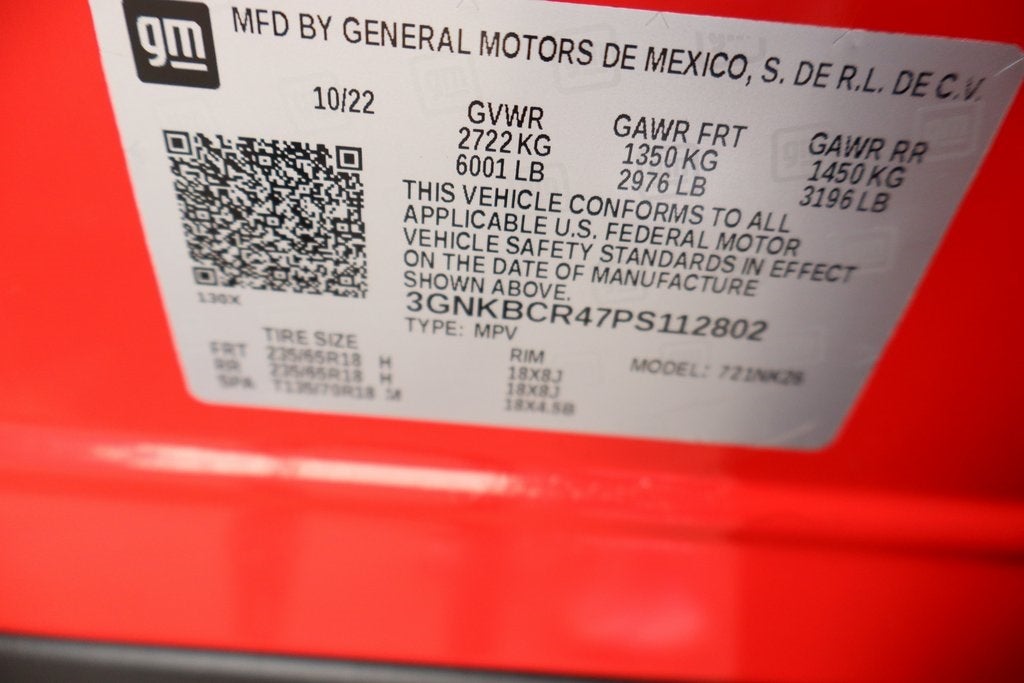 gm
MFD BY GENERAL MOTORS DE MEXICO, S. DE R.L. DE C.V.
10/22
GVWR
2722 KG
6001 LB
GAWR FRT
1350 KG
2976 LB
GAWR RR
1450 KG
3196 LB
THIS VEHICLE CONFORMS TO ALL
APPLICABLE U.S. FEDERAL MOTOR
VEHICLE SAFETY STANDARDS IN EFFECT
ON THE DATE OF MANUFACTURE
SHOWN ABOVE.
3GNKBCR47PS112802
TYPE: MPV
130X
TIRE SIZE
FRT 235/65R18 H
RR 235/65R18 H
SPA T135/70R18 M
RIM
18X8J
18X8J
18X4.5B
MODEL: 721NK26